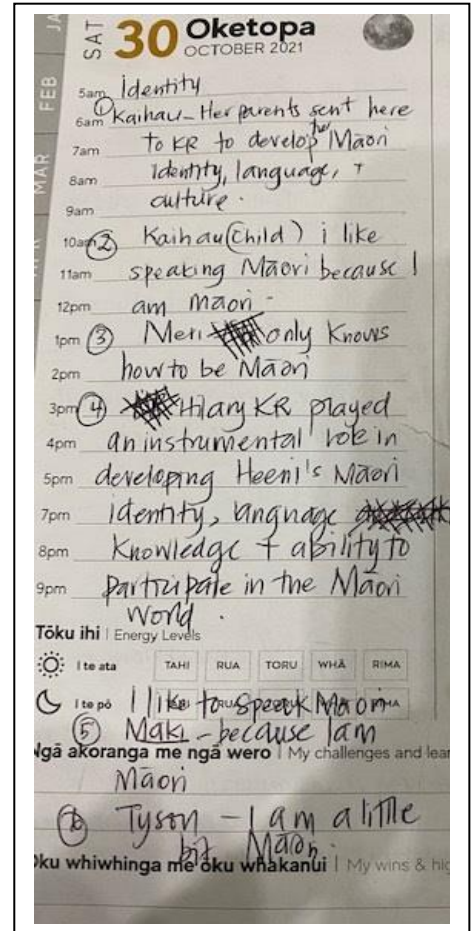 JA
FEB
MAR
SAT 30 Oketopa
OCTOBER 2021
5am Identity
① 6am Kaihau - Her parents sent here
7am to KR to develop her Māori
8am Identity, language, +
9am culture.
10am ② Kaihau (Child) i like
11am speaking Māori because I
12pm am māori -
1pm ③ Meri only knows
2pm how to be Māori
3pm ④ Hilary KR played
4pm an instrumental role in
5pm developing Heeni's Māori
7pm identity, language
8pm Knowledge + ability to
9pm participate in the Māori
World.
Tōku ihi | Energy Levels
I te ata TAHI RUA TORU WHĀ RIMA
I te pō RUA
I like to speak Māori
⑤ Maki - because I am
Ngā akoranga me ngā wero | My challenges and lear
Māori
⑥ Tyson - I am a little
bit Māori.
Ōku whiwhinga me ōku whakanui | My wins & hig